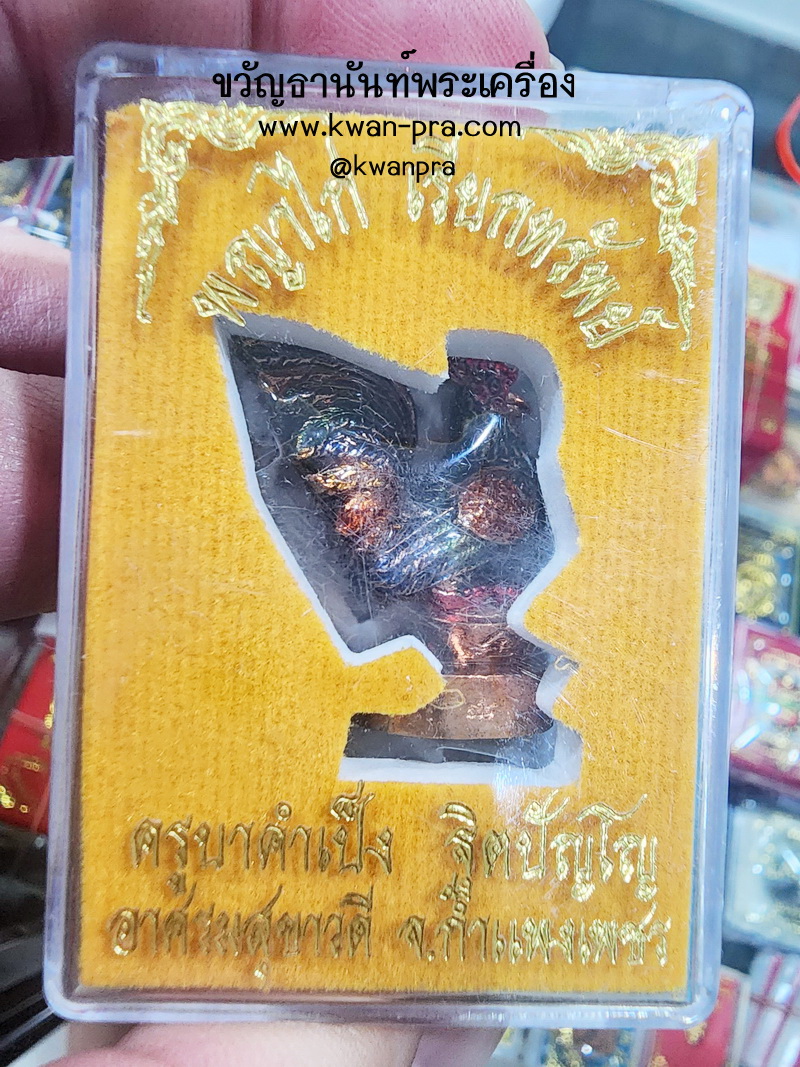 ขวัญธานันท์พระเครื่อง
www.kwan-pra.com
@kwanpra
พญาไก่ เรียกทรัพย์
ครูบาคำเป็ง ฐิตปัญโญ
อาศรมสุขาวดี จ.กำแพงเพชร